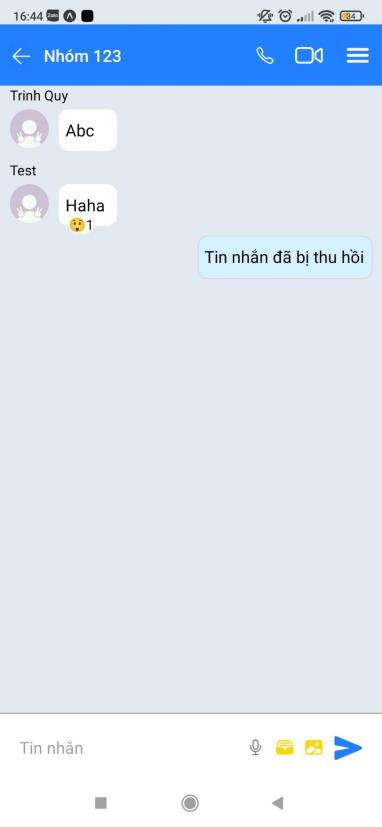 16:44
Nhóm 123
Trinh Quy
Abc
Test
Haha
😲1
Tin nhắn đã bị thu hồi
Tin nhắn